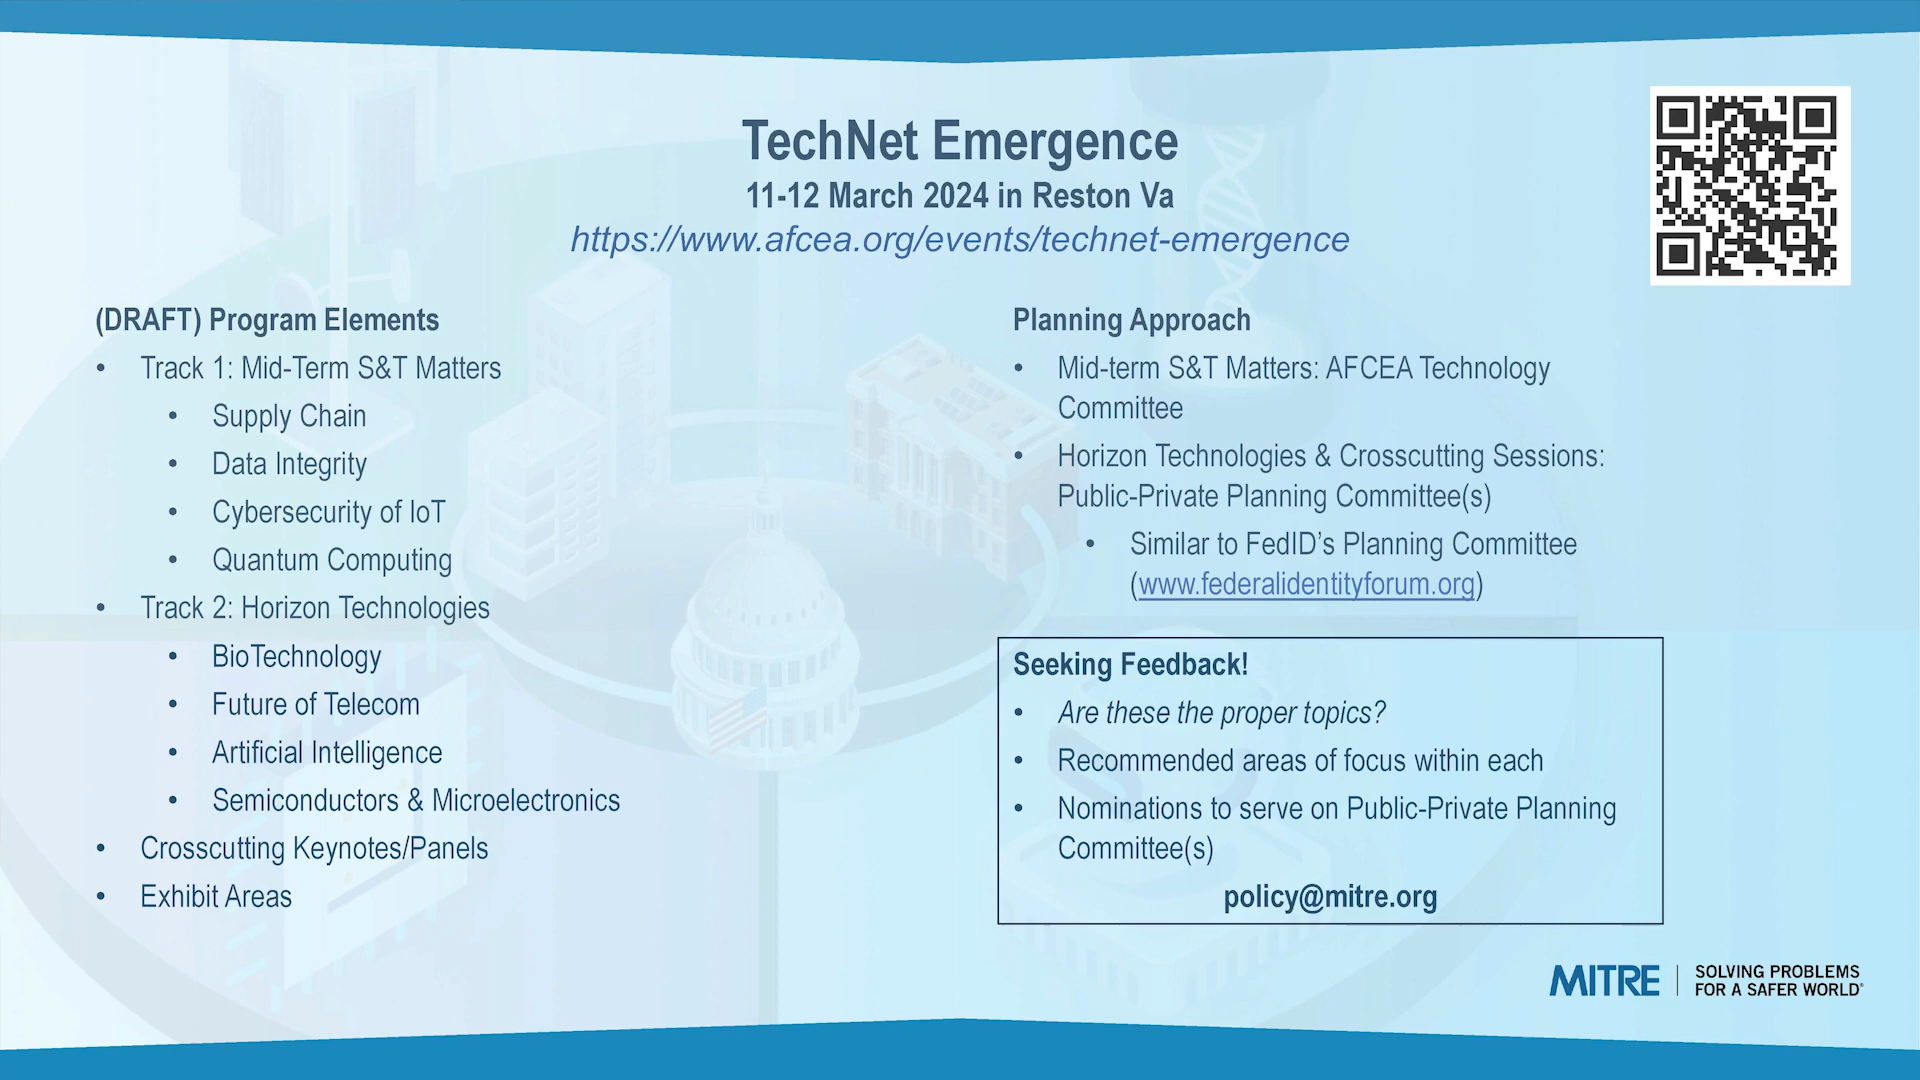 TechNet Emergence
11-12 March 2024 in Reston Va
https://www.afcea.org/events/technet-emergence
(DRAFT) Program Elements
• Track 1: Mid-Term S&T Matters
• Supply Chain
• Data Integrity
• Cybersecurity of IoT
• Quantum Computing
• Track 2: Horizon Technologies
• BioTechnology
• Future of Telecom
• Artificial Intelligence
• Semiconductors & Microelectronics
• Crosscutting Keynotes/Panels
• Exhibit Areas
Planning Approach
• Mid-term S&T Matters: AFCEA Technology
Committee
• Horizon Technologies & Crosscutting Sessions:
Public-Private Planning Committee(s)
• Similar to FedID’s Planning Committee
(www.federalidentityforum.org)
Seeking Feedback!
• Are these the proper topics?
• Recommended areas of focus within each
• Nominations to serve on Public-Private Planning
Committee(s)
policy@mitre.org
MITRE
SOLVING PROBLEMS
FOR A SAFER WORLD®